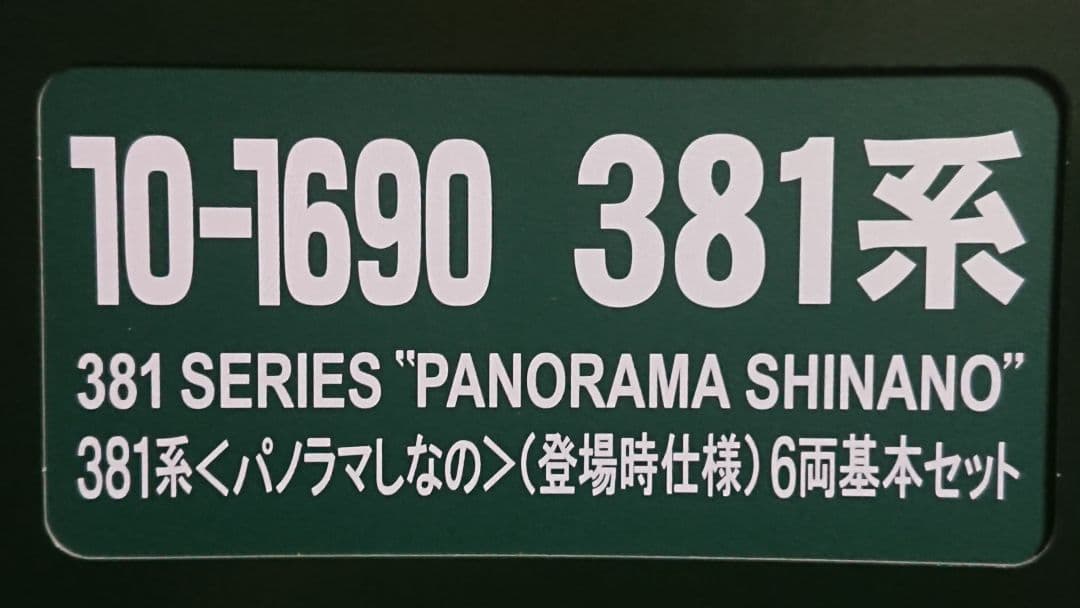 10-1690 381系
381 SERIES “PANORAMA SHINANO”
381系＜パノラマしなの＞(登場時仕様)6両基本セット